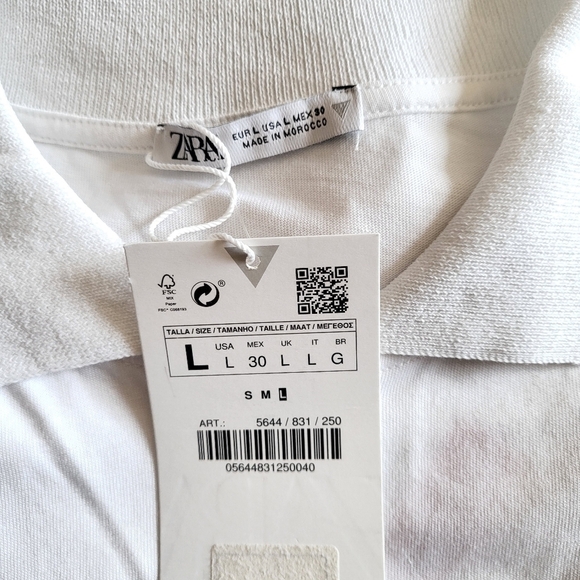 ZARA
EUR L USA L MEX 30
MADE IN MOROCCO
FSC
MIX
Paper
TALLA / SIZE / TAMANHO / TAILLE / MAAT / ΜΕΓΕΘΟΣ
L USA MEX UK IT BR
L 30 L L G
S M L
ART.: 5644 / 831 / 250
05644831250040